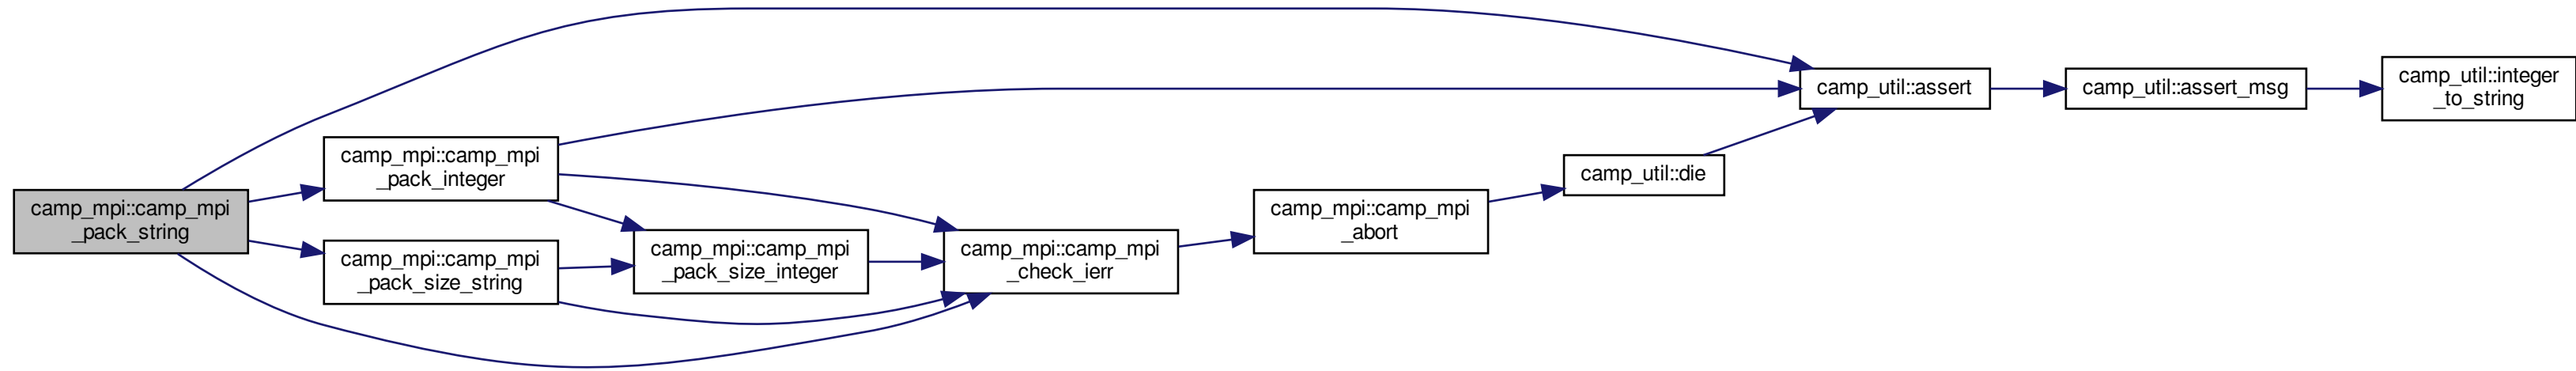 camp_mpi::camp_mpi
_pack_string
camp_mpi::camp_mpi
_pack_integer
camp_mpi::camp_mpi
_pack_size_string
camp_mpi::camp_mpi
_pack_size_integer
camp_mpi::camp_mpi
_check_ierr
camp_mpi::camp_mpi
_abort
camp_util::die
camp_util::assert
camp_util::assert_msg
camp_util::integer
_to_string